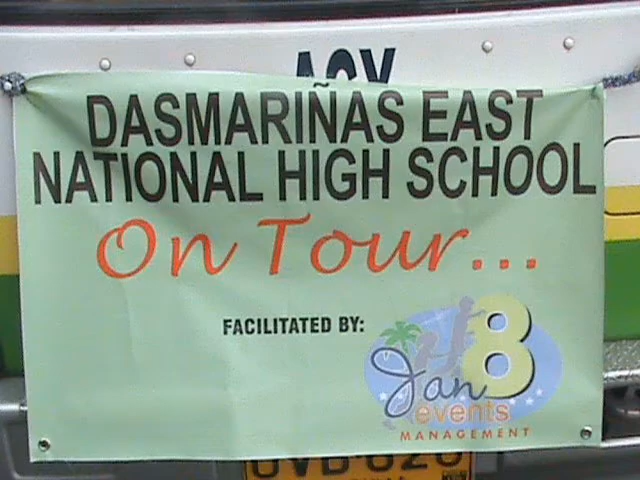 DASMARIÑAS EAST
NATIONAL HIGH SCHOOL
On Tour...
FACILITATED BY:
Jan 8
events
MANAGEMENT